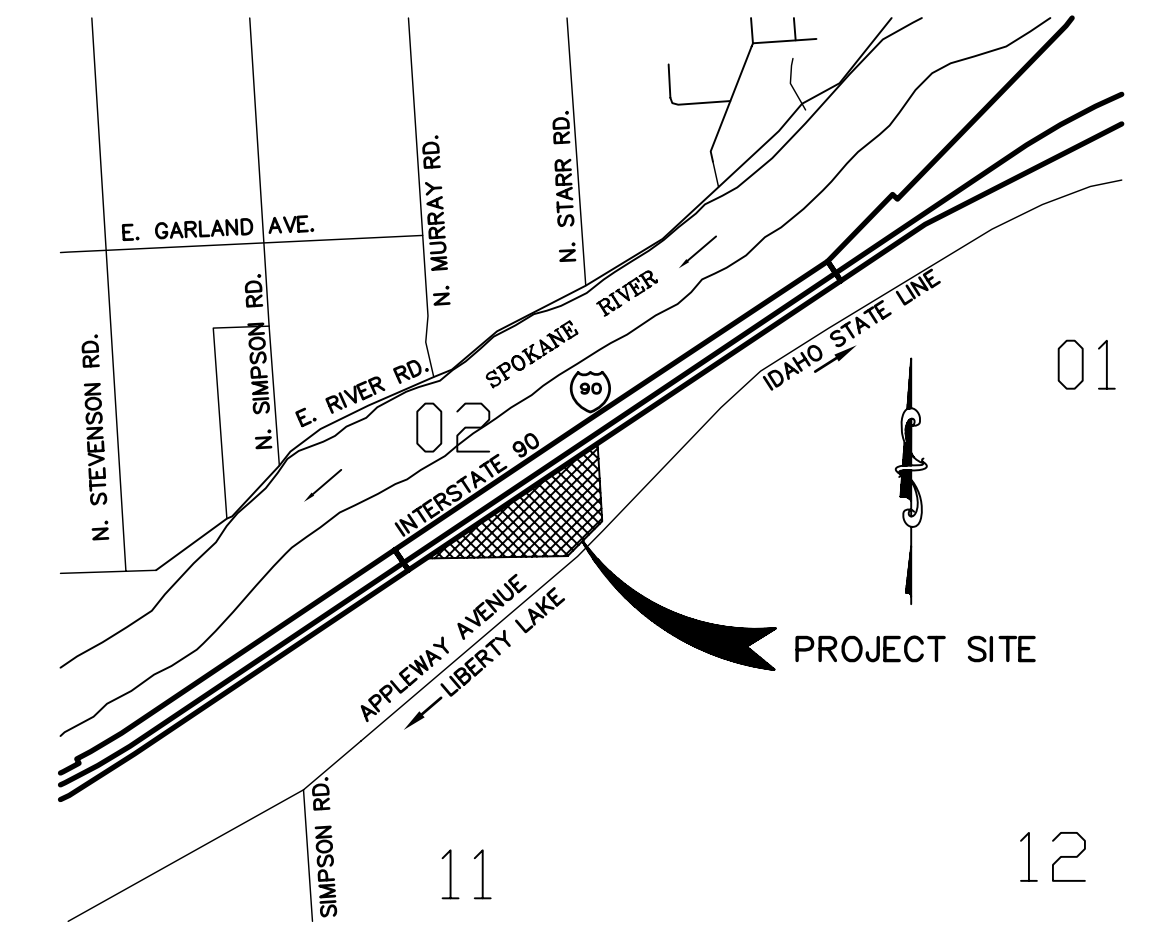 E. GARLAND AVE.
N. MURRAY RD.
N. STARR RD.
N. STEVENSON RD.
N. SIMPSON RD.
E. RIVER RD.
SPOKANE RIVER
02
90
INTERSTATE 90
IDAHO STATE LINE
01
APPLEWAY AVENUE
LIBERTY LAKE
PROJECT SITE
SIMPSON RD.
11
12